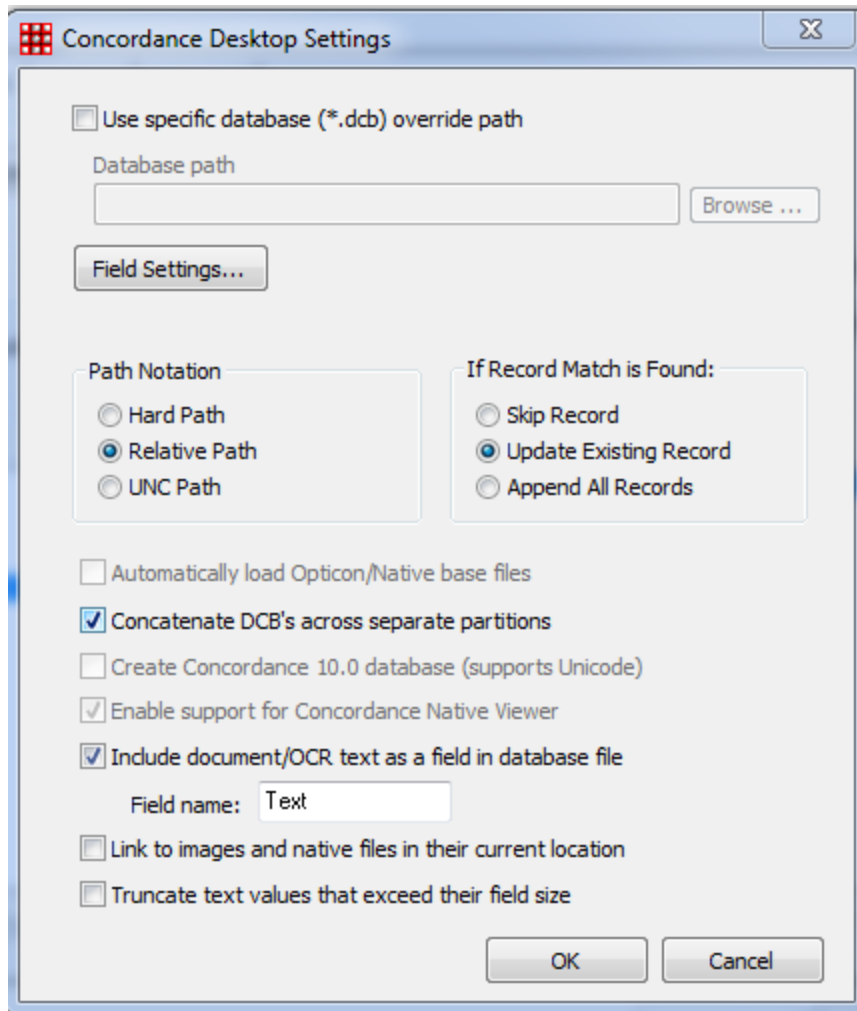 Concordance Desktop Settings
Use specific database (*.dcb) override path
Database path
Browse ...
Field Settings...
Path Notation
Hard Path
Relative Path
UNC Path
If Record Match is Found:
Skip Record
Update Existing Record
Append All Records
Automatically load Opticon/Native base files
Concatenate DCB's across separate partitions
Create Concordance 10.0 database (supports Unicode)
Enable support for Concordance Native Viewer
Include document/OCR text as a field in database file
Field name: Text
Link to images and native files in their current location
Truncate text values that exceed their field size
OK Cancel